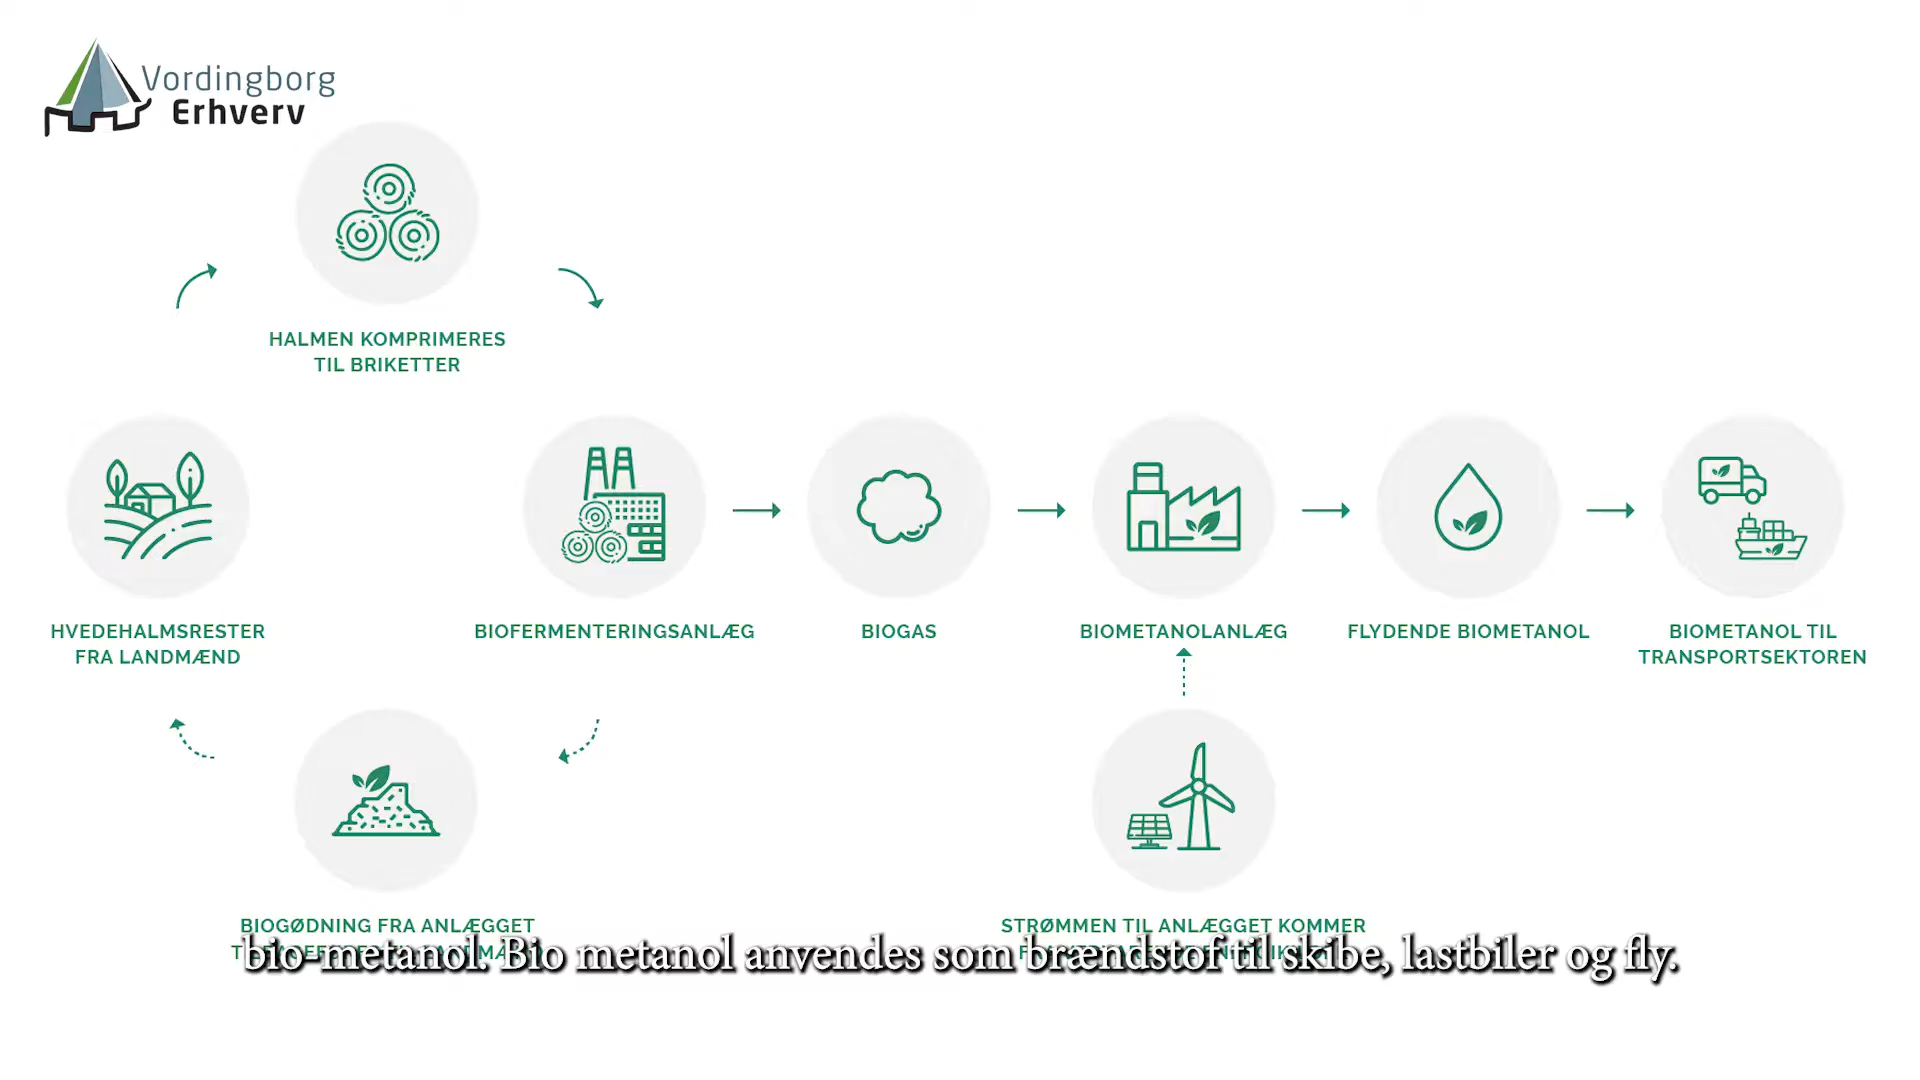 Vordingborg
Erhverv
HALMEN KOMPRIMERES
TIL BRIKETTER
HVEDEHALMSRESTER
FRA LANDMÆND
BIOFERMENTERINGSANLÆG
BIOGAS
BIOMETANOLANLÆG
FLYDENDE BIOMETANOL
BIOMETANOL TIL
TRANSPORTSEKTOREN
BIOGØDNING FRA ANLÆGGET
STRØMMEN TIL ANLÆGGET KOMMER
bio-metanol. Bio metanol anvendes som brændstof til skibe, lastbiler og fly.